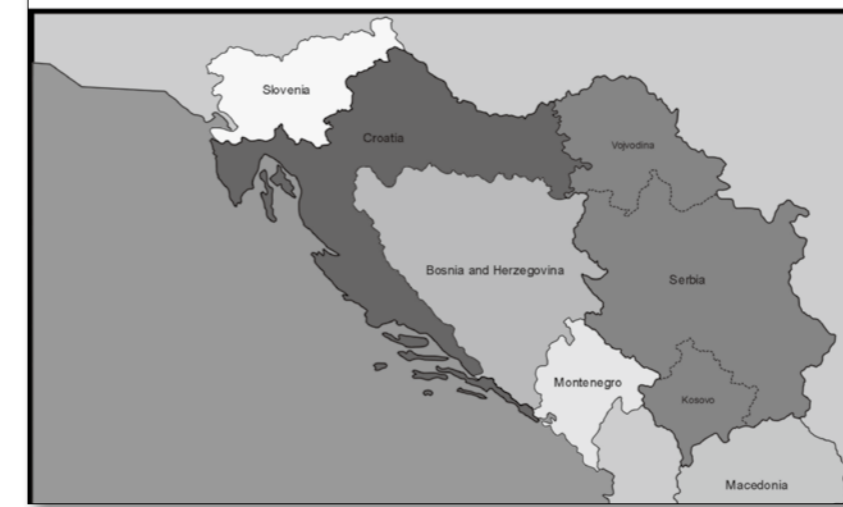 Slovenia
Croatia
Vojvodina
Bosnia and Herzegovina
Serbia
Montenegro
Kosovo
Macedonia